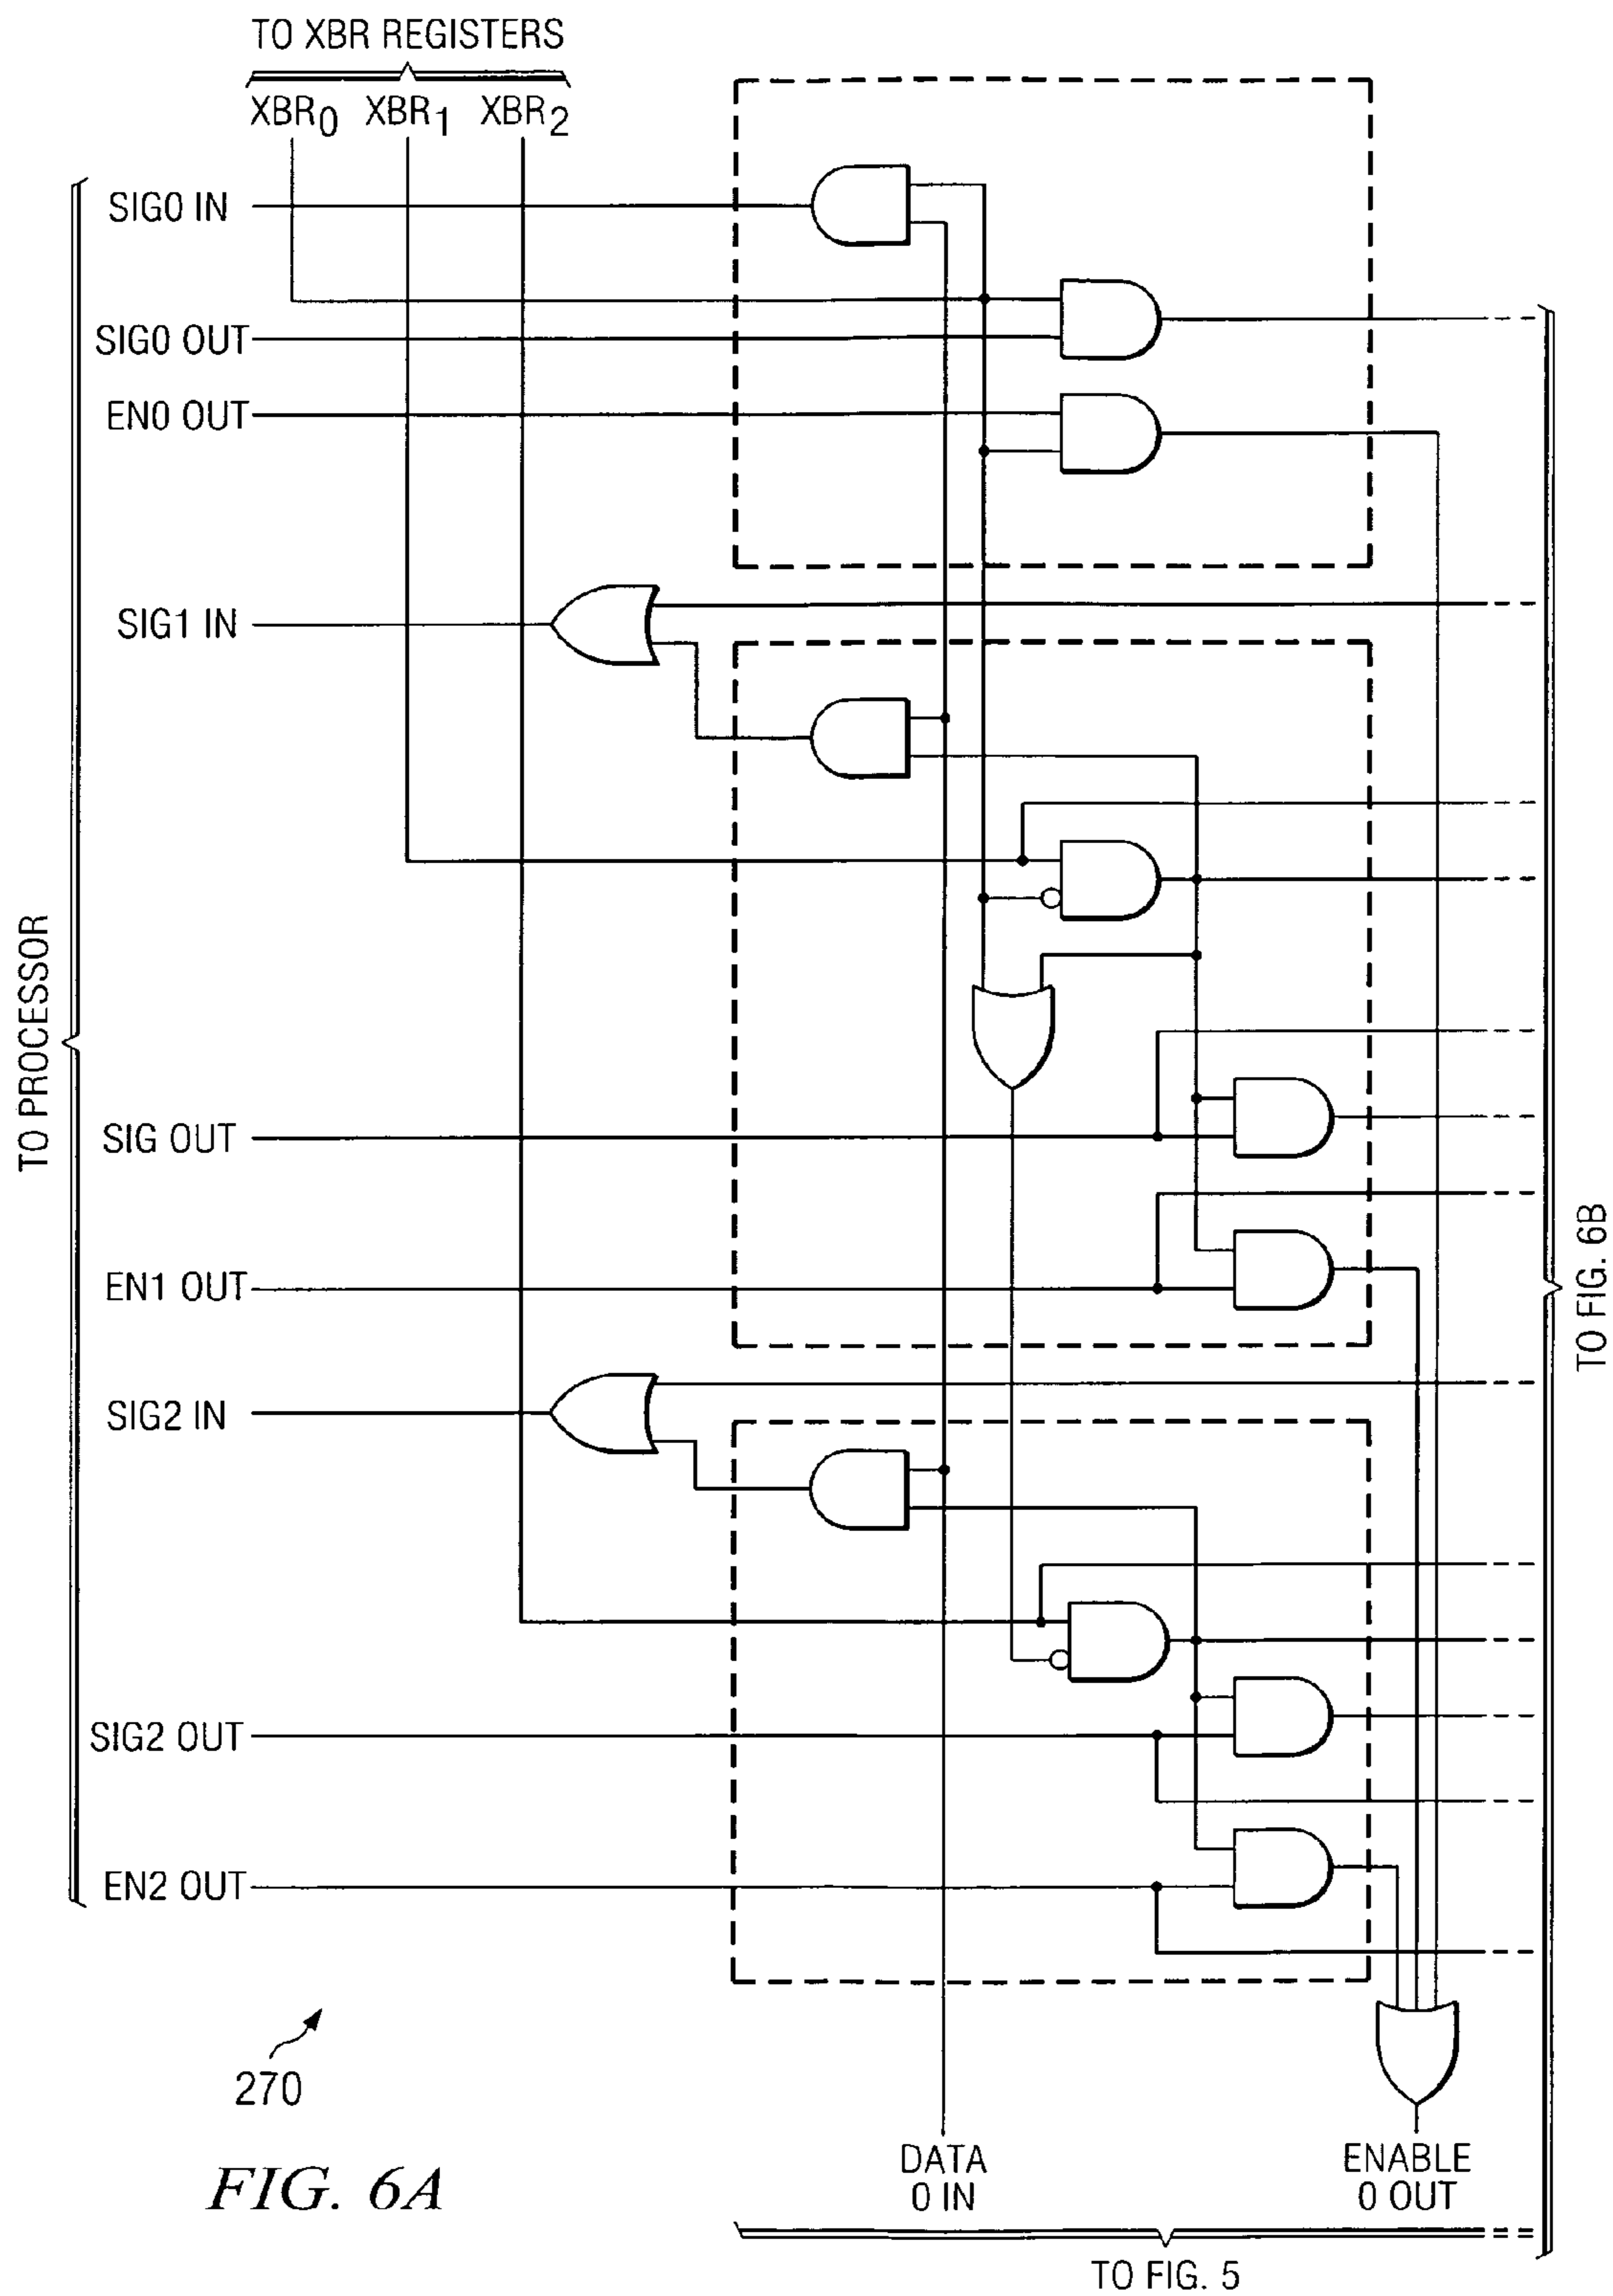 TO XBR REGISTERS
XBR0 XBR1 XBR2
SIG0 IN
SIG0 OUT
EN0 OUT
SIG1 IN
TO PROCESSOR
SIG OUT
EN1 OUT
TO FIG. 6B
SIG2 IN
SIG2 OUT
EN2 OUT
270
FIG. 6A
DATA
0 IN
ENABLE
0 OUT
TO FIG. 5